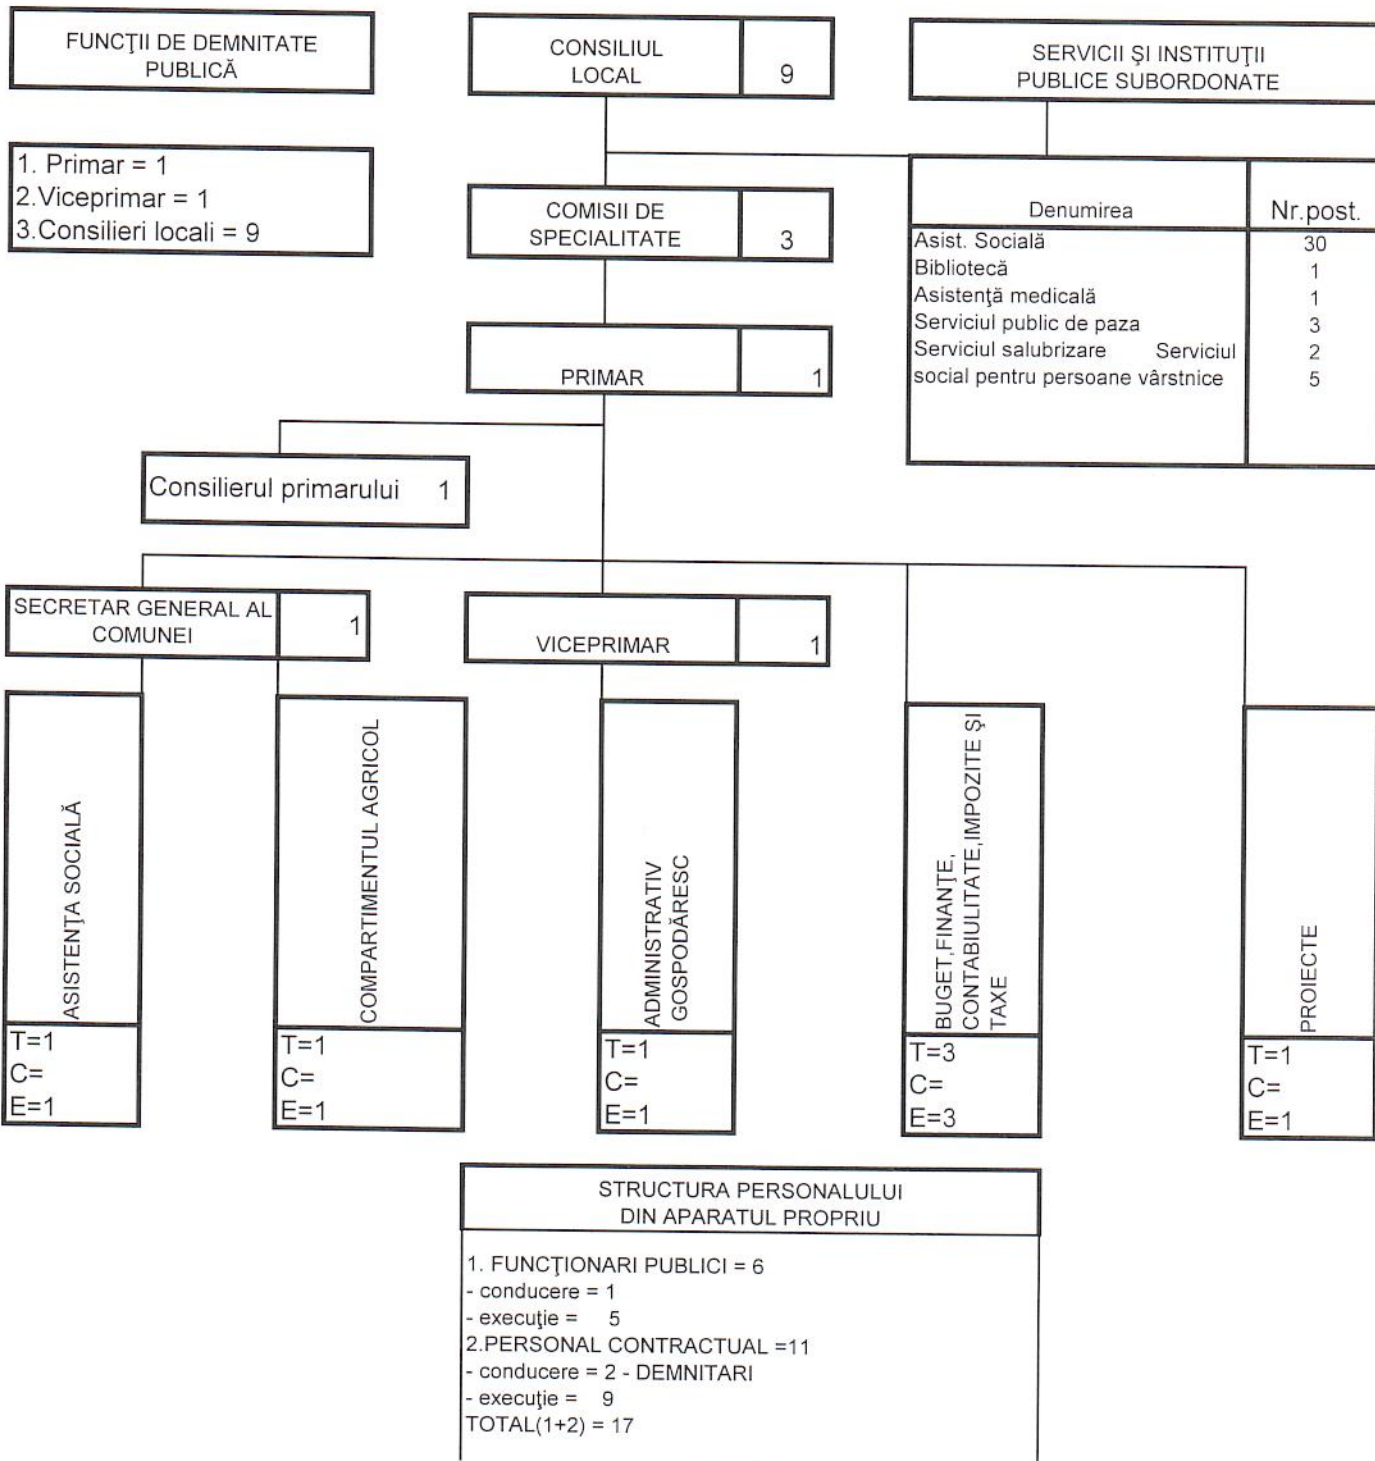 FUNCŢII DE DEMNITATE
PUBLICĂ
CONSILIUL
LOCAL
9
SERVICII ŞI INSTITUŢII
PUBLICE SUBORDONATE
1. Primar = 1
2.Viceprimar = 1
3.Consilieri locali = 9
COMISII DE
SPECIALITATE
3
Denumirea Nr.post.
Asist. Socială 30
Bibliotecă 1
Asistenţă medicală 1
Serviciul public de paza 3
Serviciul salubrizare Serviciul 2
social pentru persoane vârstnice 5
PRIMAR 1
Consilierul primarului 1
SECRETAR GENERAL AL
COMUNEI
1
VICEPRIMAR 1
ASISTENŢA SOCIALĂ
T=1
C=
E=1
COMPARTIMENTUL AGRICOL
T=1
C=
E=1
ADMINISTRATIV
GOSPODĂRESC
T=1
C=
E=1
BUGET,FINANŢE,
CONTABIULITATE,IMPOZITE ŞI
TAXE
T=3
C=
E=3
PROIECTE
T=1
C=
E=1
STRUCTURA PERSONALULUI
DIN APARATUL PROPRIU
1. FUNCŢIONARI PUBLICI = 6
- conducere = 1
- execuţie = 5
2.PERSONAL CONTRACTUAL =11
- conducere = 2 - DEMNITARI
- execuţie = 9
TOTAL(1+2) = 17